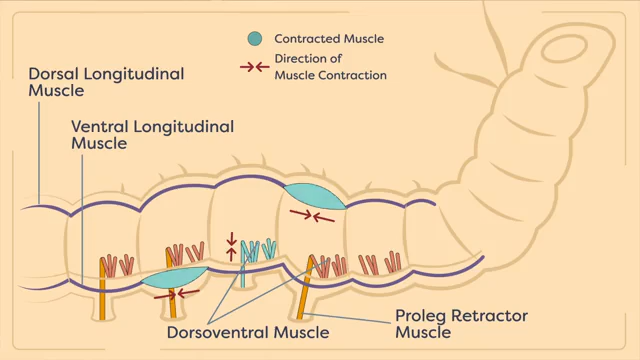 Contracted Muscle
Direction of
Muscle Contraction
Dorsal Longitudinal
Muscle
Ventral Longitudinal
Muscle
Dorsoventral Muscle
Proleg Retractor
Muscle